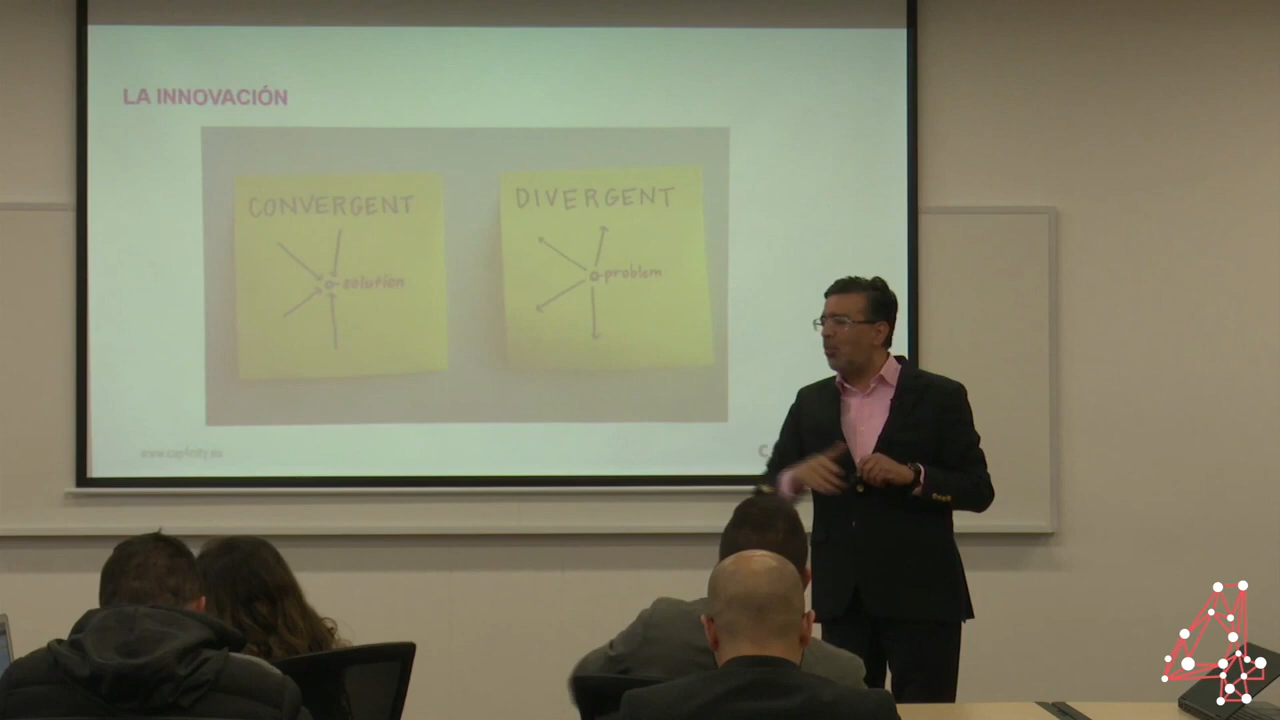 LA INNOVACIÓN
CONVERGENT
solution
DIVERGENT
problem